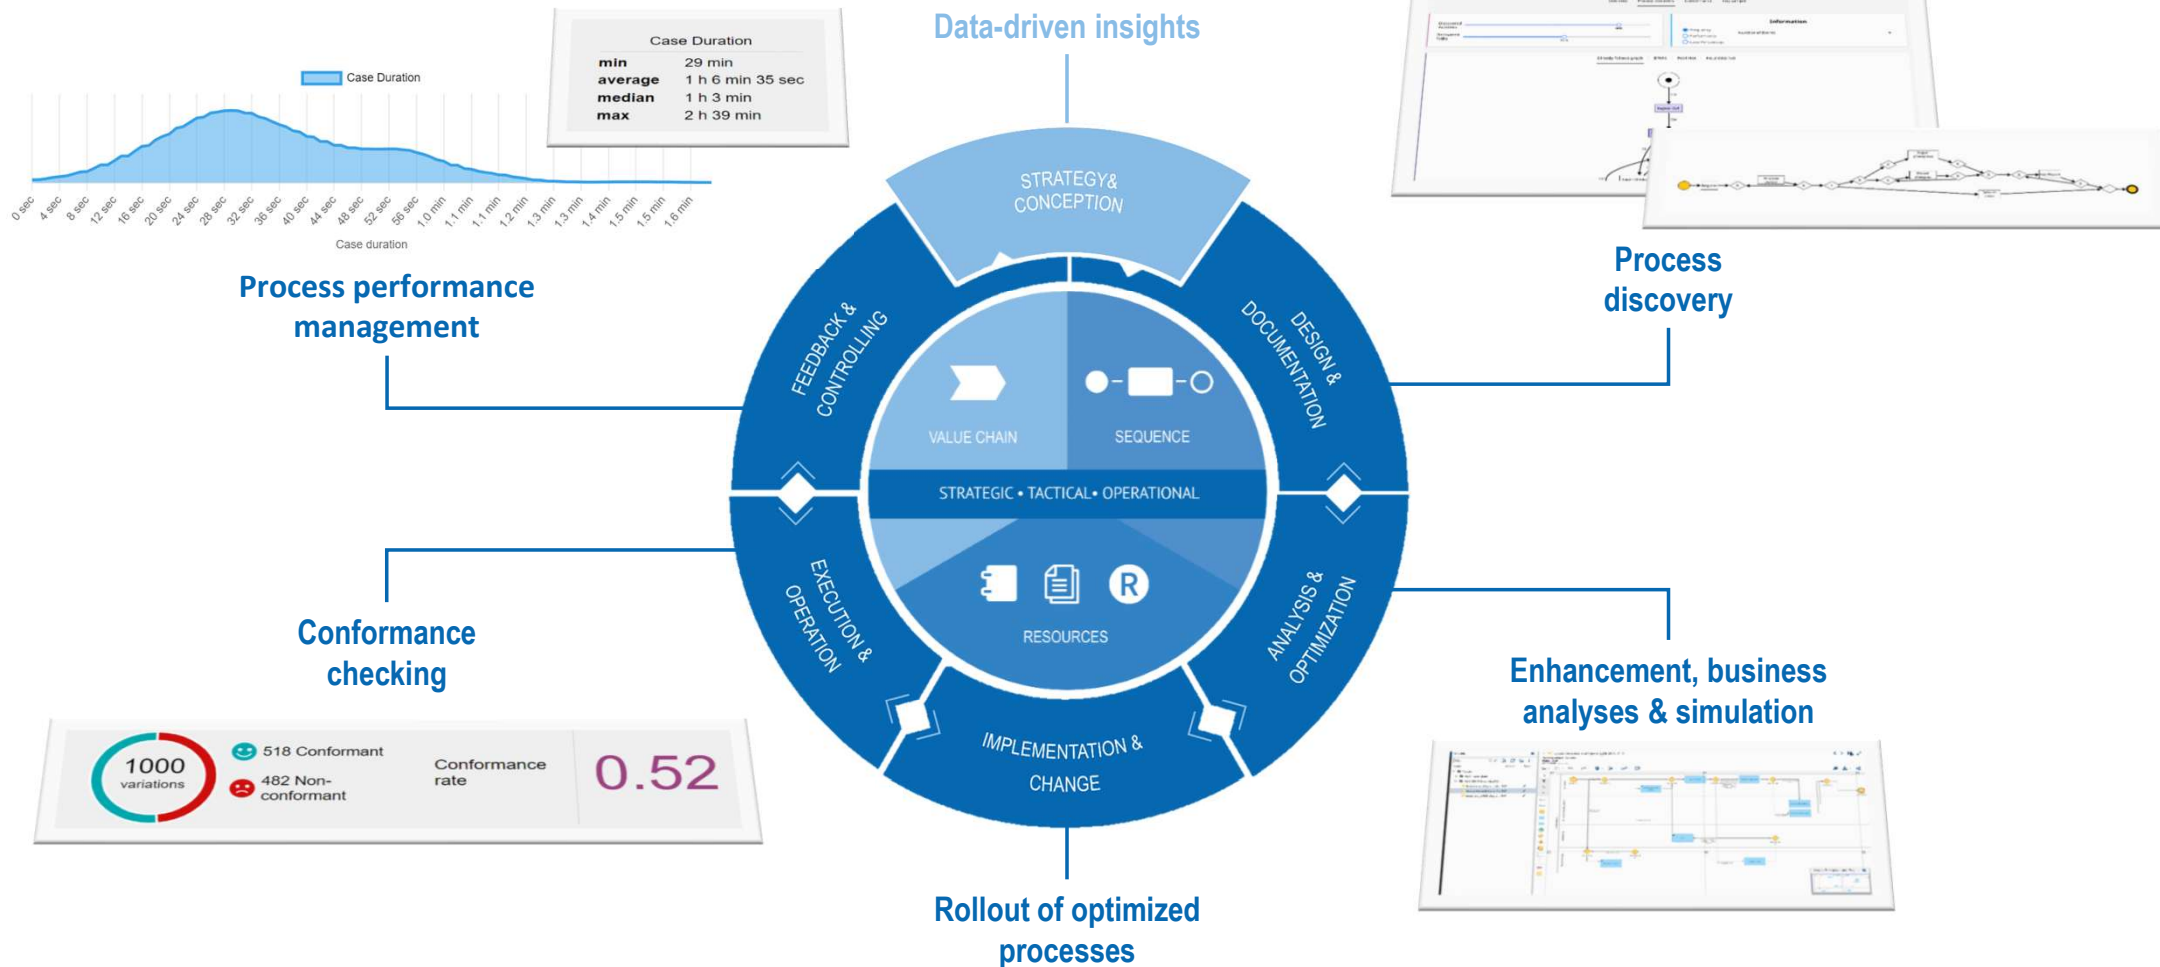 Data-driven insights
Case Duration
min 29 min
average 1 h 6 min 35 sec
median 1 h 3 min
max 2 h 39 min
Case Duration
0 sec
4 sec
8 sec
12 sec
16 sec
20 sec
24 sec
28 sec
32 sec
36 sec
40 sec
44 sec
48 sec
52 sec
56 sec
1.0 min
1.1 min
1.1 min
1.2 min
1.3 min
1.3 min
1.4 min
1.5 min
1.5 min
1.6 min
Case duration
Process performance
management
Information
Process
discovery
STRATEGY&
CONCEPTION
FEEDBACK &
CONTROLLING
DESIGN &
DOCUMENTATION
VALUE CHAIN
SEQUENCE
STRATEGIC • TACTICAL• OPERATIONAL
RESOURCES
R
EXECUTION &
OPERATION
ANALYSIS &
OPTIMIZATION
IMPLEMENTATION &
CHANGE
Conformance
checking
1000
variations
518 Conformant
482 Non-
conformant
Conformance
rate
0.52
Enhancement, business
analyses & simulation
Rollout of optimized
processes